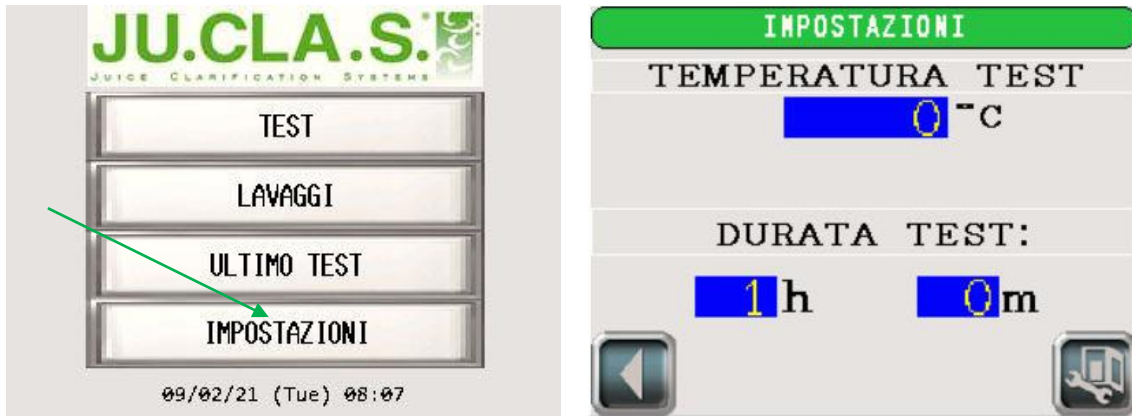 JU.CLA.S.
JUICE CLARIFICATION SYSTEMS
TEST
LAVAGGI
ULTIMO TEST
IMPOSTAZIONI
09/02/21 (Tue) 08:07
IMPOSTAZIONI
TEMPERATURA TEST
0 °C
DURATA TEST:
1 h 0 m